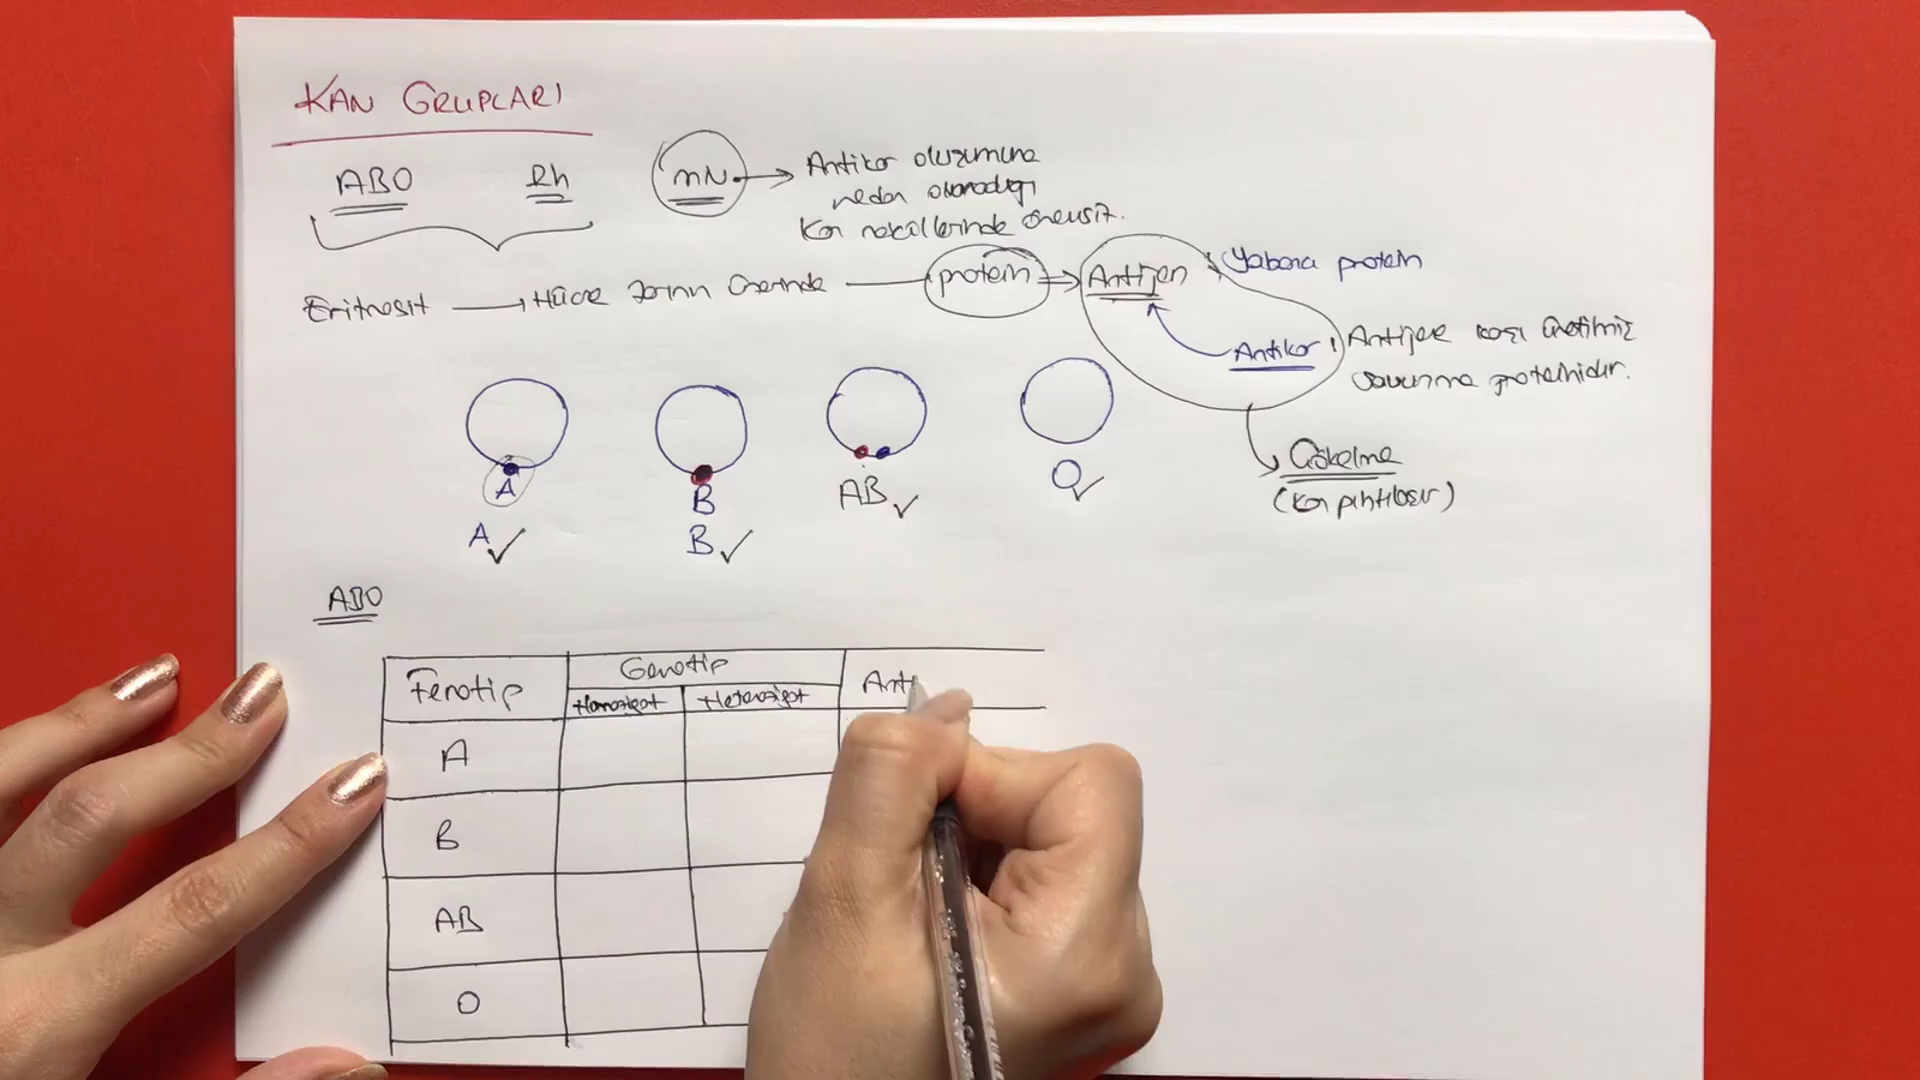 KAN GRUPLARI
ABO Rh MN → Antikor oluşumuna
neden olmadığı
Kan nakillerinde önemsiz.
Eritrosit → Hücre zarının üzerinde — protein ⇒ Antijen : Yabancı protein
Antikor : Antijene karşı üretilmiş
savunma proteinidir.
Çökelme
(Kan pıhtılaşır)
A B AB O
A B
ABO
Fenotip Genotip Anti
Homozigot Heterozigot
A
B
AB
O